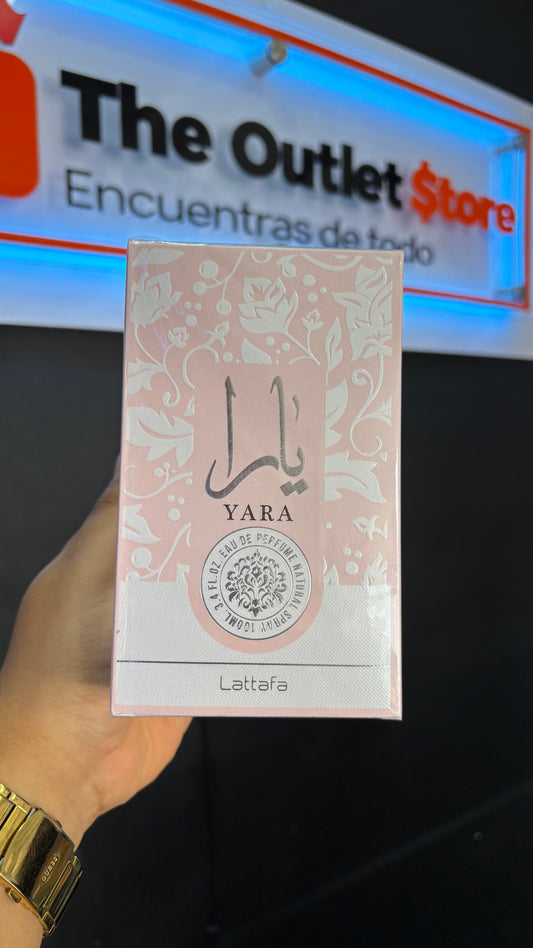 The Outlet $tore
Encuentras de todo
يارا
YARA
EAU DE PERFUME NATURAL SPRAY 100ML. 3.4 FL.OZ.
Lattafa